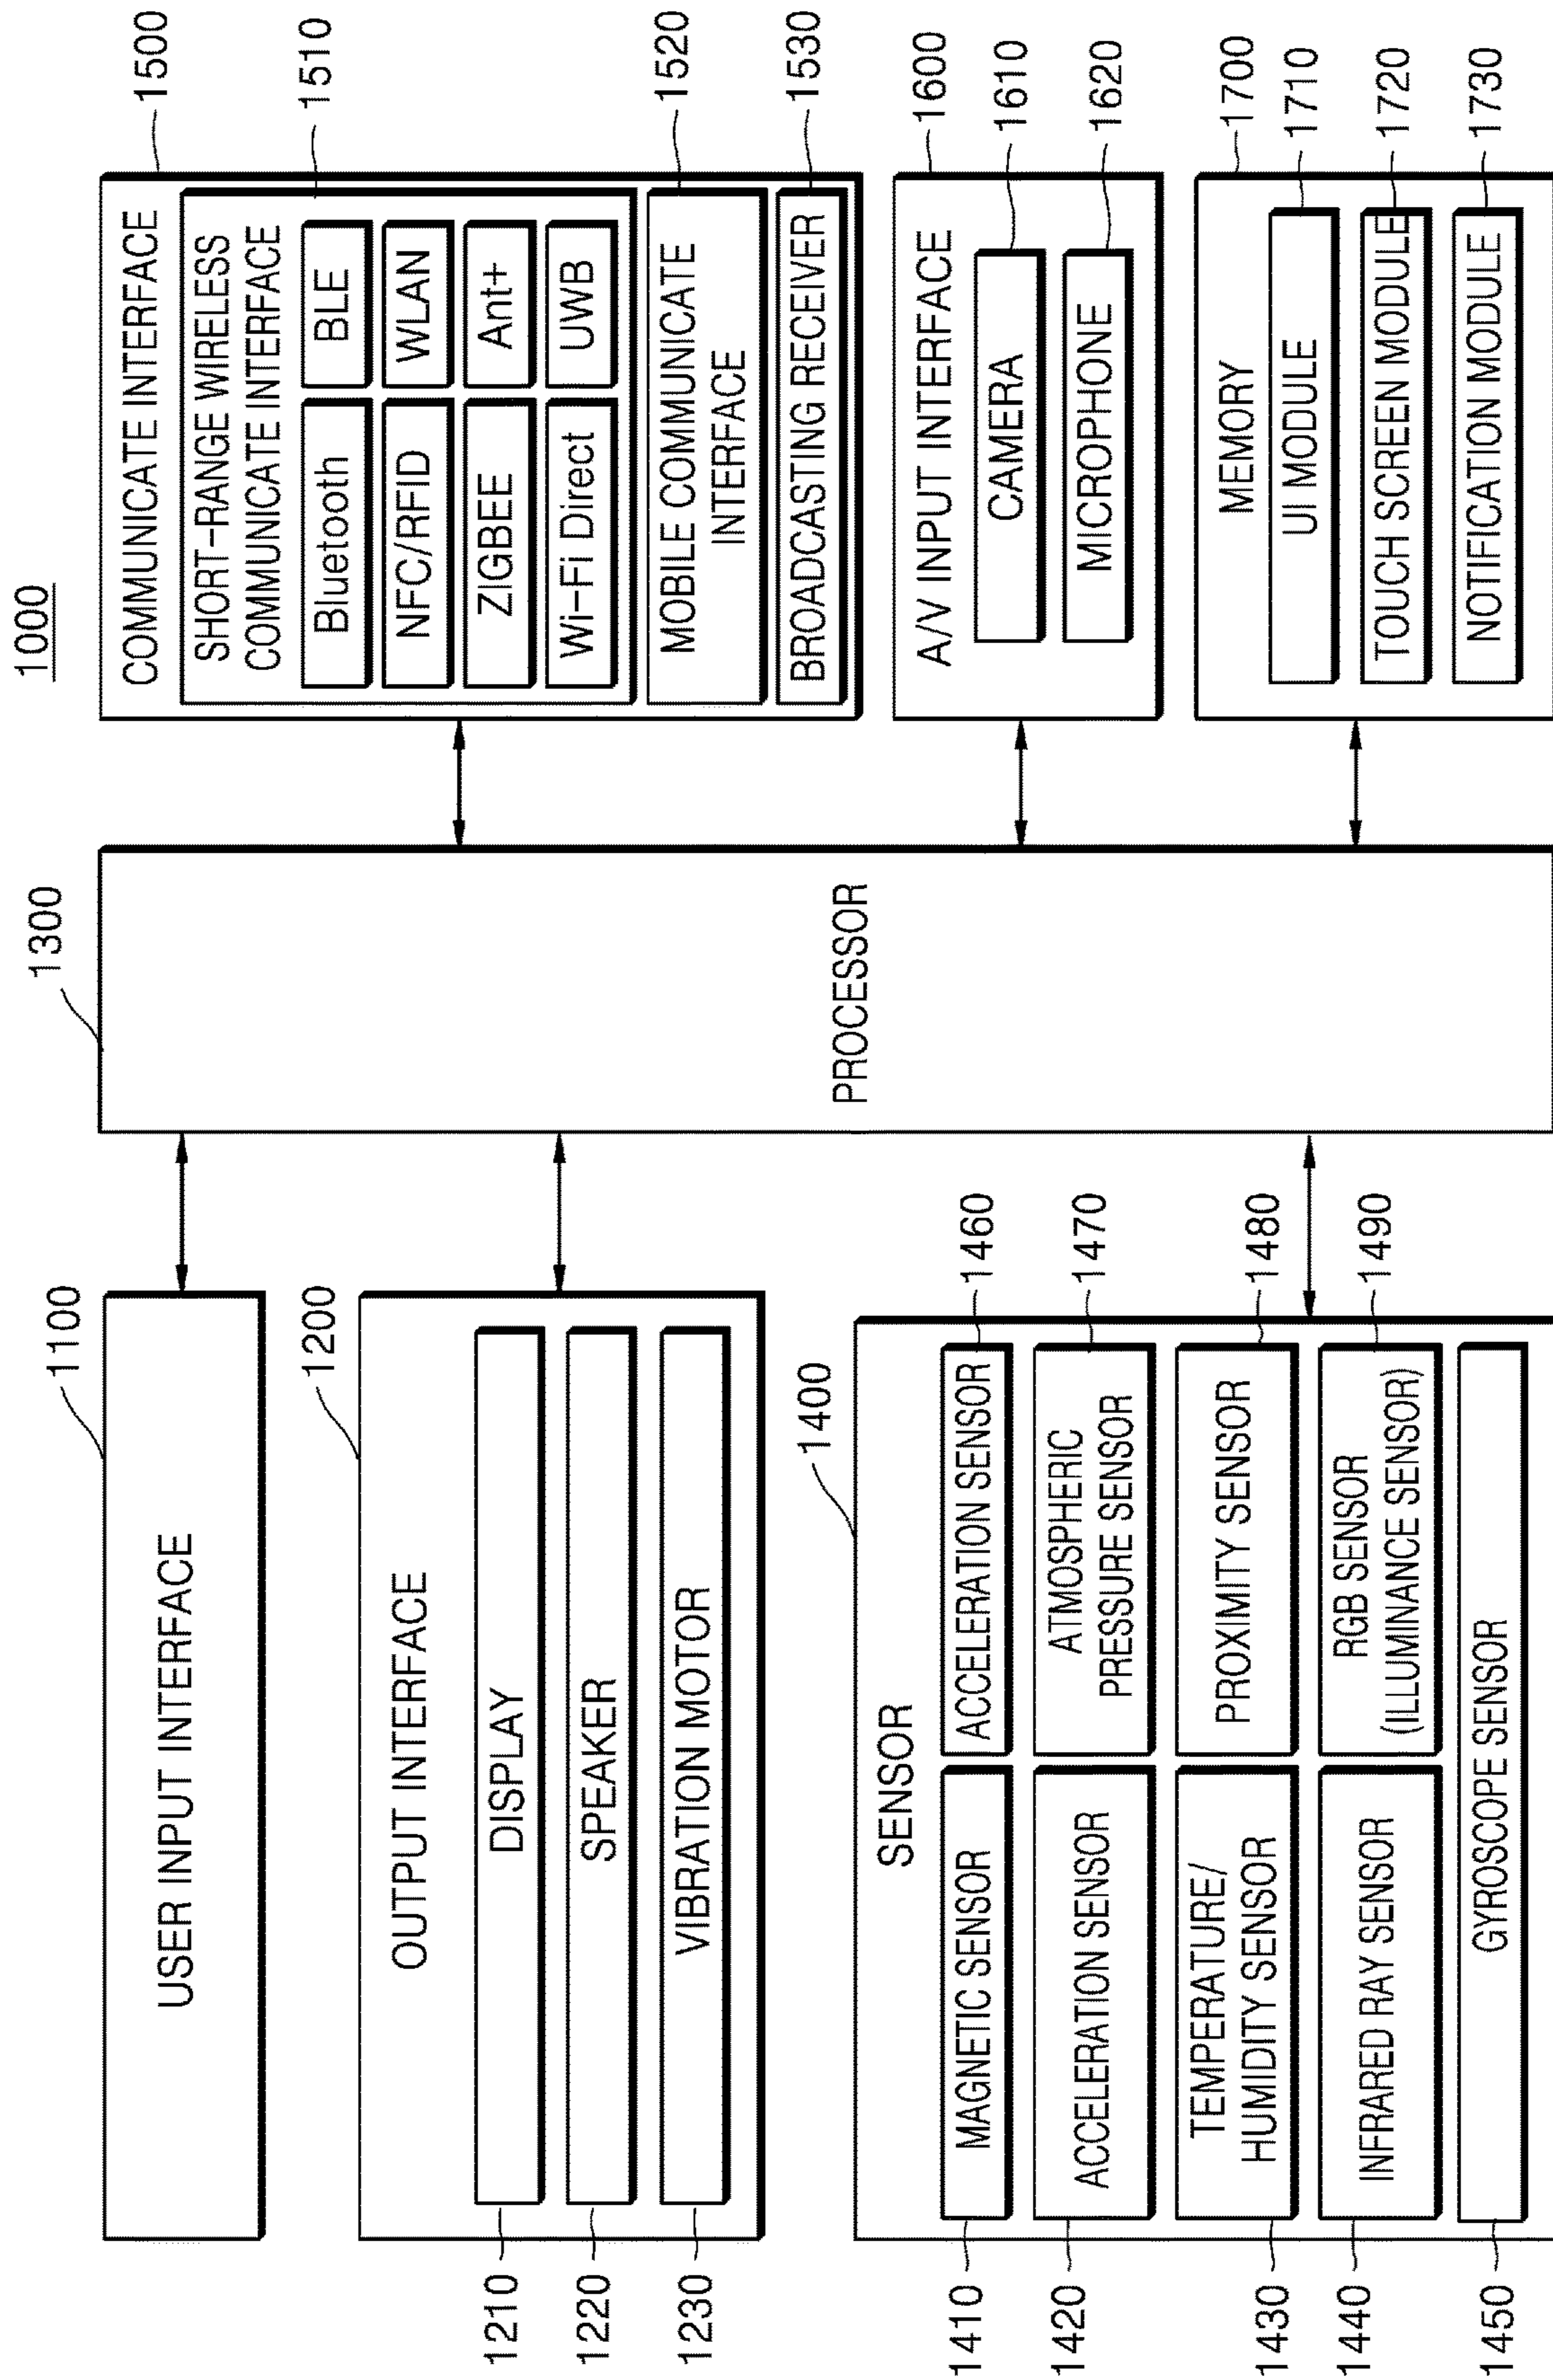 1000
1100
USER INPUT INTERFACE
1200
OUTPUT INTERFACE
1210
DISPLAY
1220
SPEAKER
1230
VIBRATION MOTOR
1400
SENSOR
1410
MAGNETIC SENSOR
ACCELERATION SENSOR
1460
1420
ACCELERATION SENSOR
ATMOSPHERIC
PRESSURE SENSOR
1470
1430
TEMPERATURE/
HUMIDITY SENSOR
PROXIMITY SENSOR
1480
1440
INFRARED RAY SENSOR
RGB SENSOR
(ILLUMINANCE SENSOR)
1490
1450
GYROSCOPE SENSOR
1300
PROCESSOR
1500
COMMUNICATE INTERFACE
1510
SHORT-RANGE WIRELESS
COMMUNICATE INTERFACE
Bluetooth
BLE
NFC/RFID
WLAN
ZIGBEE
Ant+
Wi-Fi Direct
UWB
1520
MOBILE COMMUNICATE
INTERFACE
1530
BROADCASTING RECEIVER
1600
A/V INPUT INTERFACE
1610
CAMERA
1620
MICROPHONE
1700
MEMORY
1710
UI MODULE
1720
TOUCH SCREEN MODULE
1730
NOTIFICATION MODULE